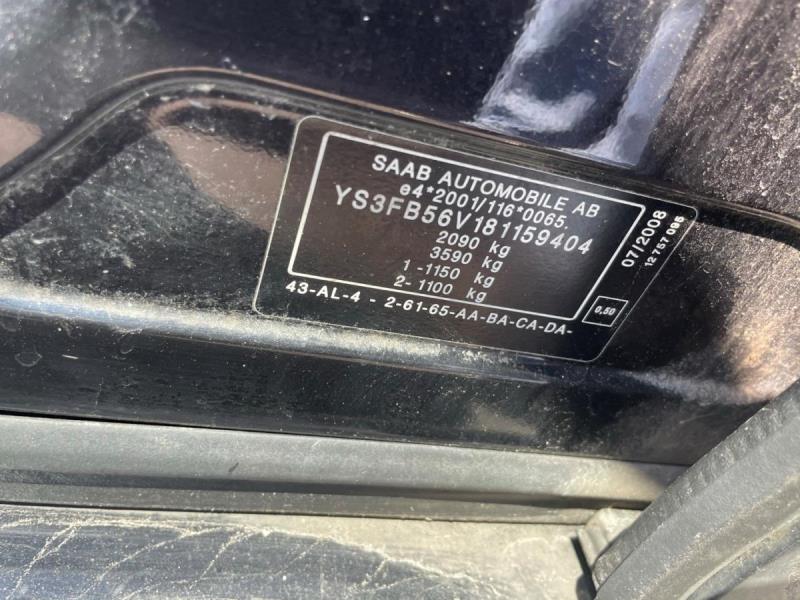 SAAB AUTOMOBILE AB
e4*2001/116*0065.
YS3FB56V181159404
2090 kg
3590 kg
1 -1150 kg
2- 1100 kg
43-AL-4 - 2-61-65-AA-BA-CA-DA-
07/2008
12 757 095
0,50